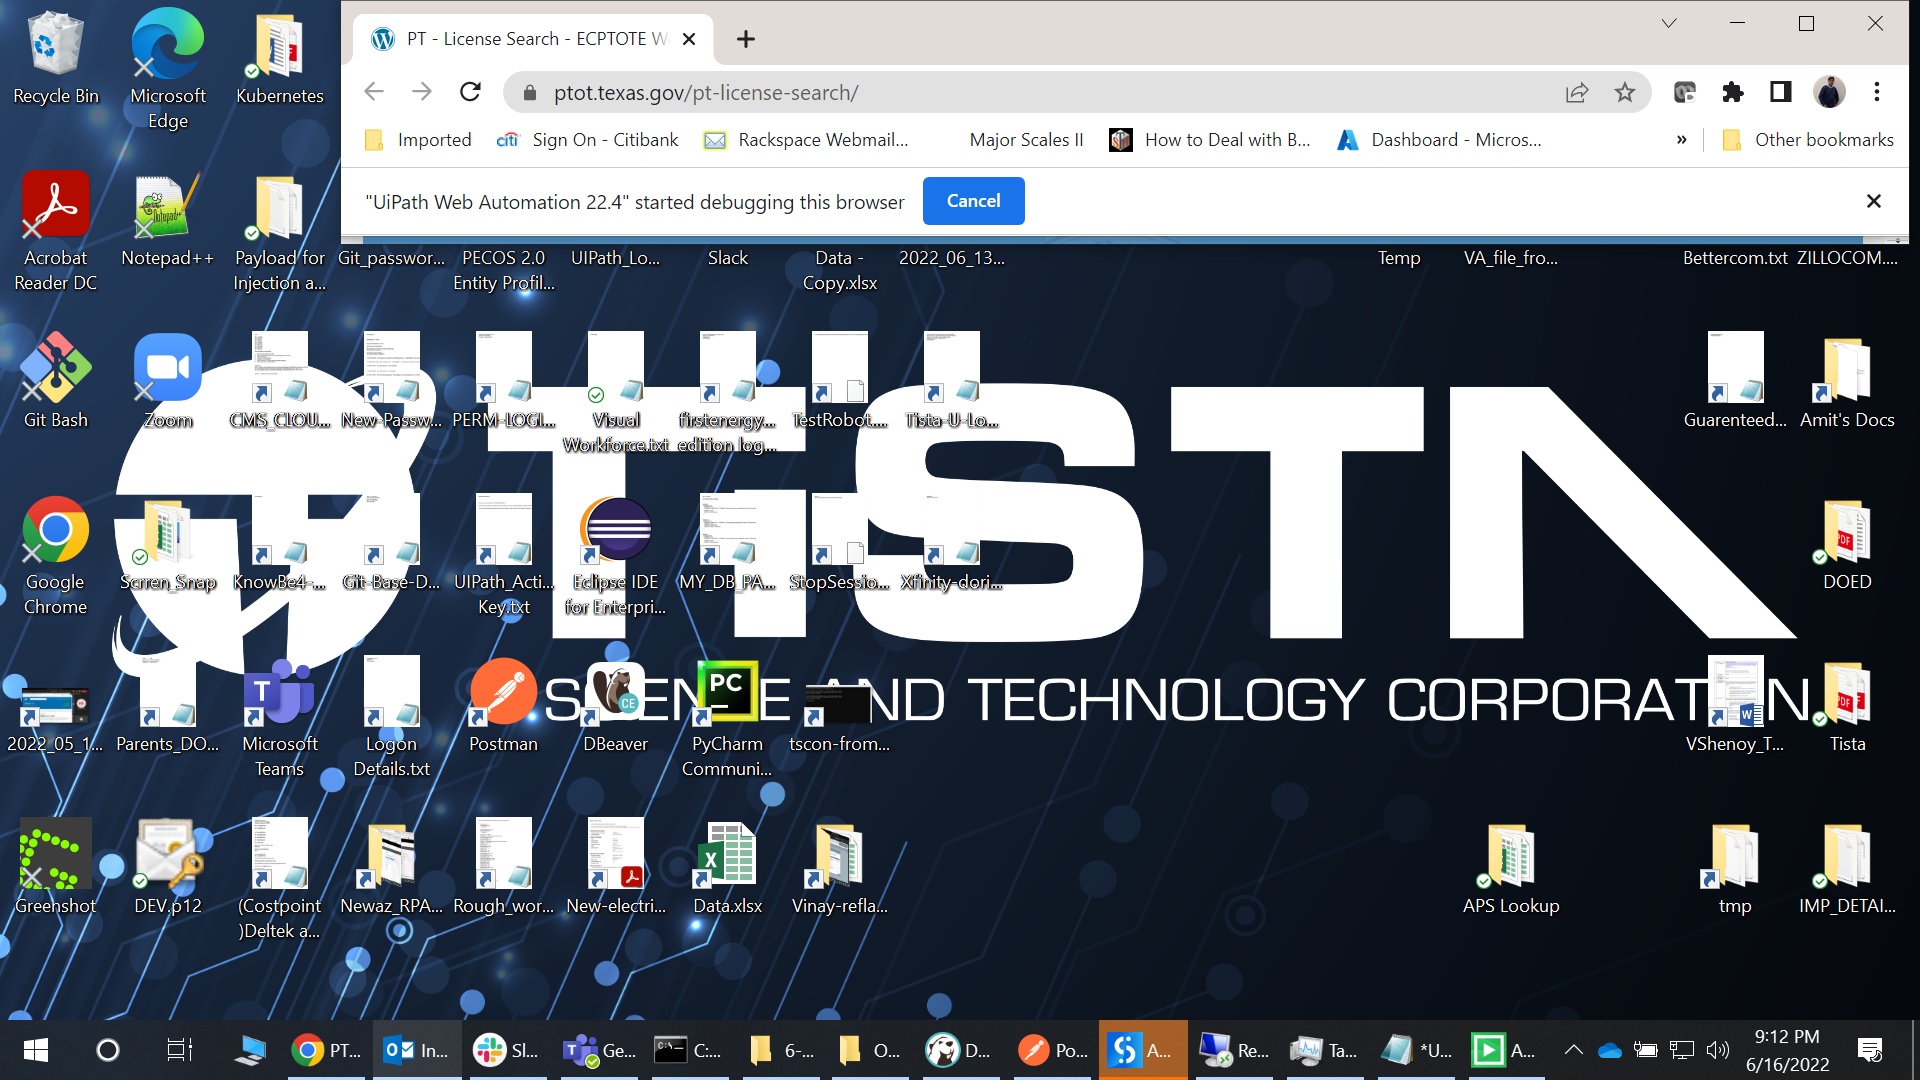 PT - License Search - ECPTOTE W
ptot.texas.gov/pt-license-search/
Imported
citi
Sign On - Citibank
Rackspace Webmail...
Major Scales II
How to Deal with B...
Dashboard - Micros...
»
Other bookmarks
"UiPath Web Automation 22.4" started debugging this browser
Cancel
Recycle Bin
Microsoft Edge
Kubernetes
Acrobat Reader DC
Notepad++
Payload for Injection a...
Git_passwor...
PECOS 2.0 Entity Profil...
UIPath_Lo...
Slack
Data - Copy.xlsx
2022_06_13...
Temp
VA_file_fro...
Bettercom.txt
ZILLOCOM....
Git Bash
Zoom
CMS_CLOU...
New-Passw...
PERM-LOGI...
Visual Workforce.txt
firstenergy... edition log...
TestRobot....
Tista-U-Lo...
Guarenteed...
Amit's Docs
TiSTA
Google Chrome
Scrren_Snap
KnowBe4-...
Git-Base-D...
UIPath_Acti... Key.txt
Eclipse IDE for Enterpri...
MY_DB_PA...
StopSessio...
Xfinity-dori...
DOED
SCIENCE AND TECHNOLOGY CORPORATION
2022_05_1...
Parents_DO...
Microsoft Teams
Logon Details.txt
Postman
DBeaver
PyCharm Communi...
tscon-from...
VShenoy_T...
Tista
Greenshot
DEV.p12
(Costpoint )Deltek a...
Newaz_RPA...
Rough_wor...
New-electri...
Data.xlsx
Vinay-refla...
APS Lookup
tmp
IMP_DETAI...
PT...
In...
Sl...
Ge...
C:...
6-...
O...
D...
Po...
A...
Re...
Ta...
*U...
A...
9:12 PM
6/16/2022